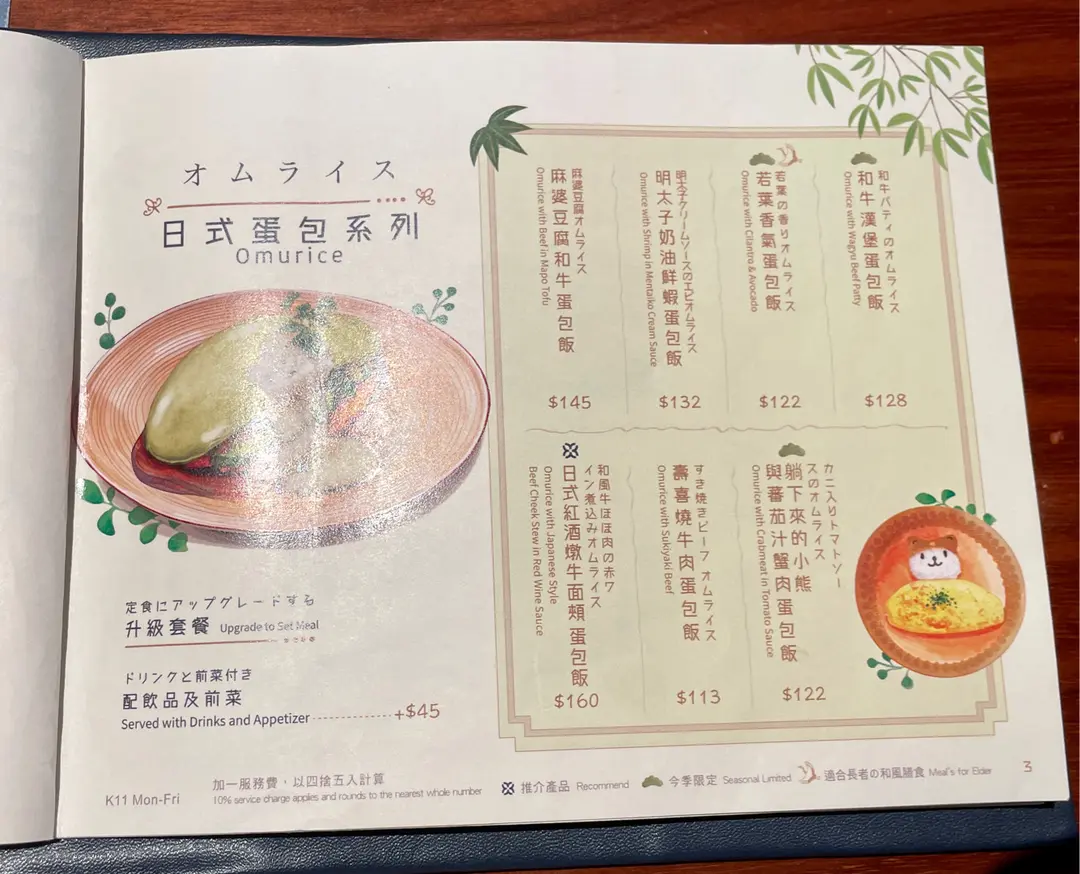 オムライス
日式蛋包系列
Omurice
定食にアップグレードする
升級套餐 Upgrade to Set Meal
ドリンクと前菜付き
配飲品及前菜
Served with Drinks and Appetizer +$45
和牛パティのオムライス
和牛漢堡蛋包飯
Omurice with Wagyu Beef Patty
$128
若葉の香りオムライス
若葉香氣蛋包飯
Omurice with Cilantro & Avocado
$122
明太子クリームソースのエビオムライス
明太子奶油鮮蝦蛋包飯
Omurice with Shrimp in Mentaiko Cream Sauce
$132
麻婆豆腐オムライス
麻婆豆腐和牛蛋包飯
Omurice with Beef in Mapo Tofu
$145
カニ入りトマトソー
スのオムライス
躺下來的小熊
與蕃茄汁蟹肉蛋包飯
Omurice with Crabmeat in Tomato Sauce
$122
すき焼きビーフ オムライス
壽喜燒牛肉蛋包飯
Omurice with Sukiyaki Beef
$113
和風牛ほほ肉の赤ワ
イン煮込みオムライス
日式紅酒燉牛面頰蛋包飯
Omurice with Japanese Style
Beef Cheek Stew in Red Wine Sauce
$160
K11 Mon-Fri
加一服務費，以四捨五入計算
10% service charge applies and rounds to the nearest whole number
推介產品 Recommend
今季限定 Seasonal Limited
適合長者の和風膳食 Meal's for Elder
3